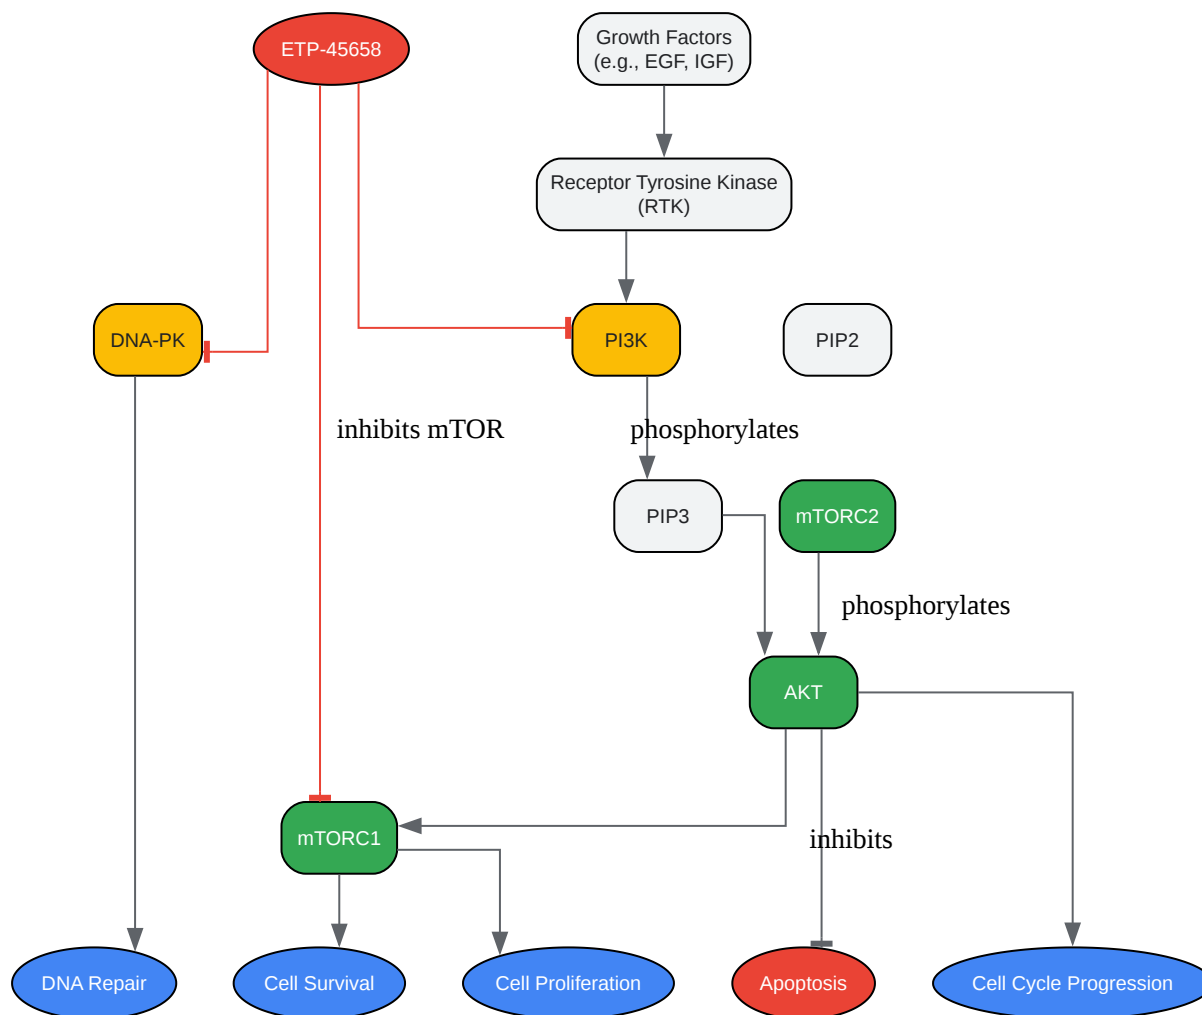 ETP-45658
Growth Factors
(e.g., EGF, IGF)
Receptor Tyrosine Kinase
(RTK)
DNA-PK
PI3K
PIP2
inhibits mTOR
phosphorylates
PIP3
mTORC2
phosphorylates
AKT
mTORC1
inhibits
DNA Repair
Cell Survival
Cell Proliferation
Apoptosis
Cell Cycle Progression